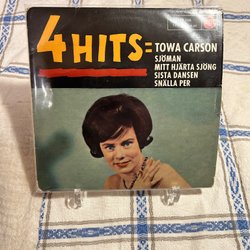 4 HITS=
TOWA CARSON
SJÖMAN
MITT HJÄRTA SJÖNG
SISTA DANSEN
SNÄLLA PER